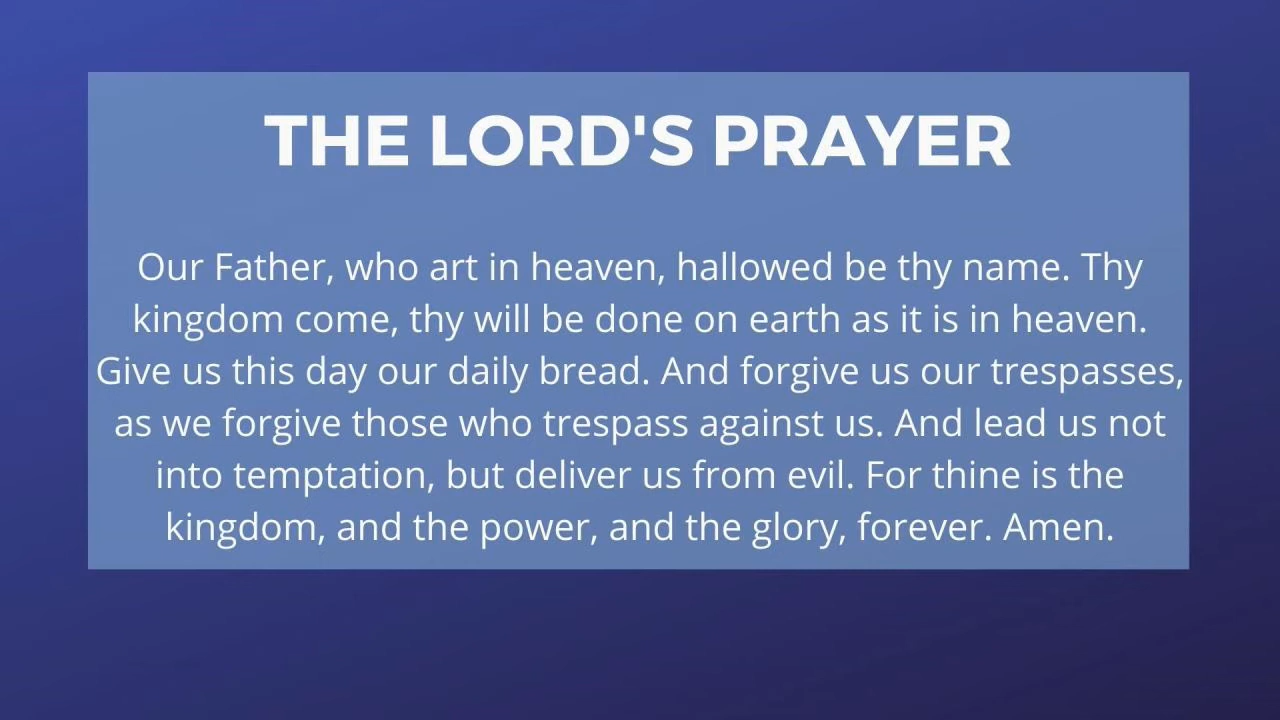 THE LORD'S PRAYER
Our Father, who art in heaven, hallowed be thy name. Thy
kingdom come, thy will be done on earth as it is in heaven.
Give us this day our daily bread. And forgive us our trespasses,
as we forgive those who trespass against us. And lead us not
into temptation, but deliver us from evil. For thine is the
kingdom, and the power, and the glory, forever. Amen.